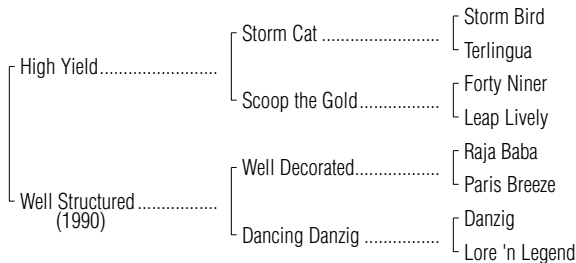 Storm Bird
Storm Cat ........................
Terlingua
High Yield........................
Forty Niner
Scoop the Gold.................
Leap Lively
Raja Baba
Well Decorated.................
Paris Breeze
Well Structured ................
(1990)
Danzig
Dancing Danzig ...............
Lore 'n Legend